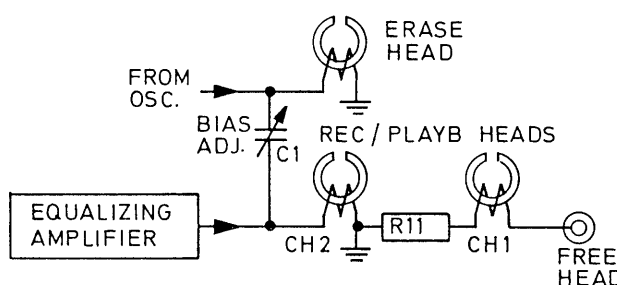 ERASE
HEAD
FROM
OSC.
BIAS
ADJ.
C1
REC/PLAYB HEADS
EQUALIZING
AMPLIFIER
CH2
R11
CH1
FREE
HEAD